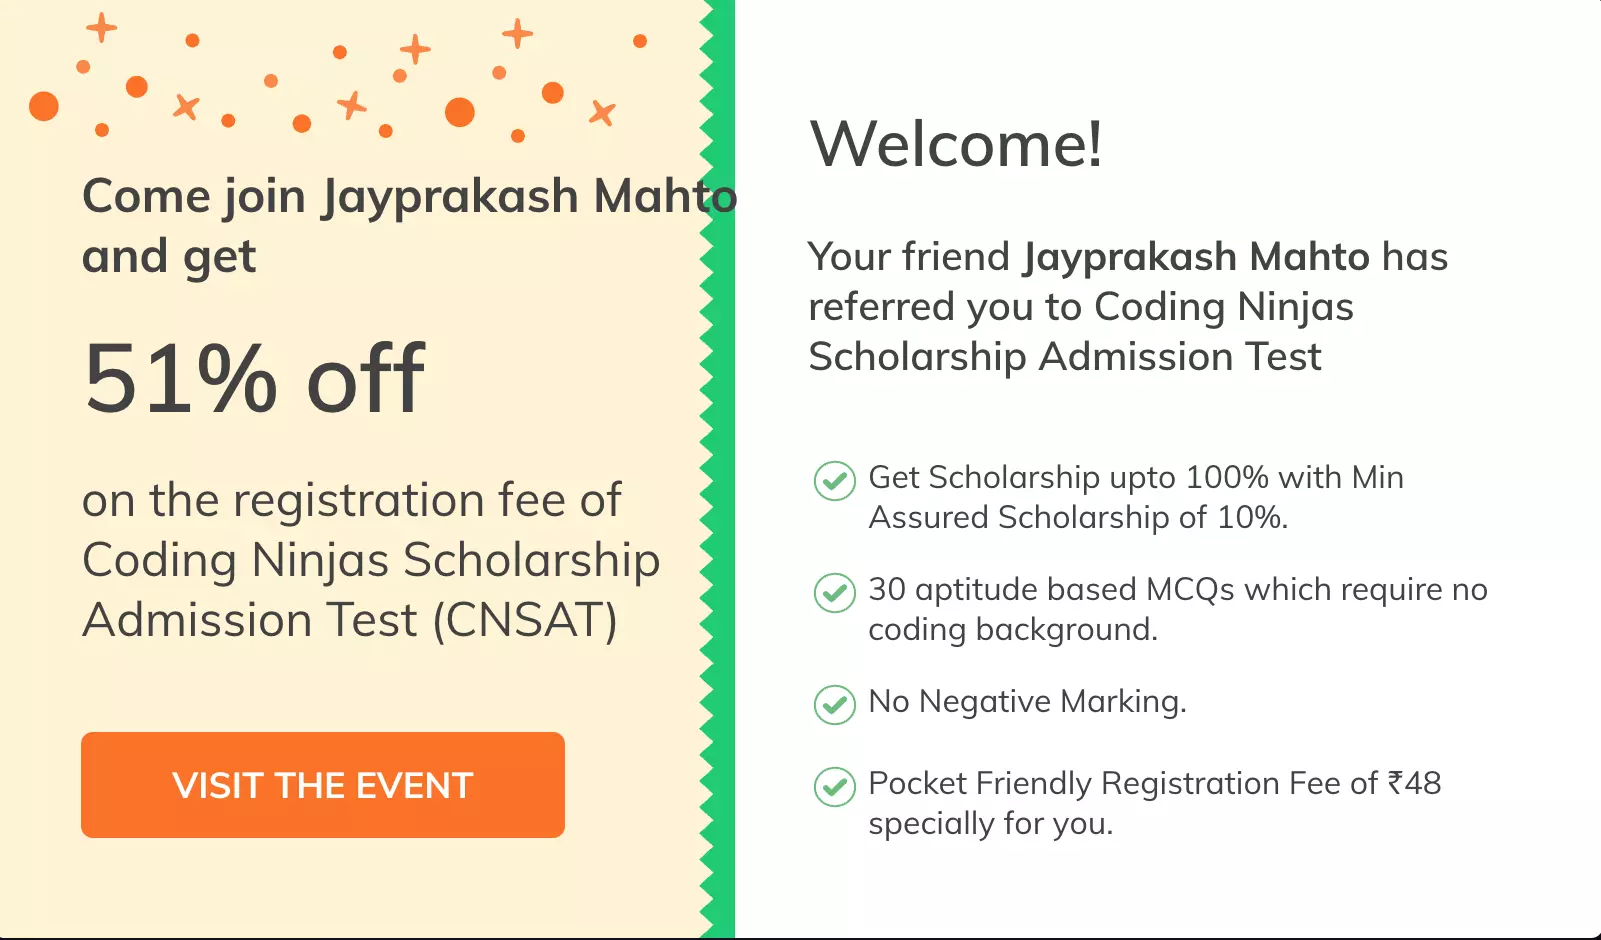 Come join Jayprakash Mahto
and get
51% off
on the registration fee of
Coding Ninjas Scholarship
Admission Test (CNSAT)
VISIT THE EVENT
Welcome!
Your friend Jayprakash Mahto has
referred you to Coding Ninjas
Scholarship Admission Test
Get Scholarship upto 100% with Min
Assured Scholarship of 10%.
30 aptitude based MCQs which require no
coding background.
No Negative Marking.
Pocket Friendly Registration Fee of ₹48
specially for you.